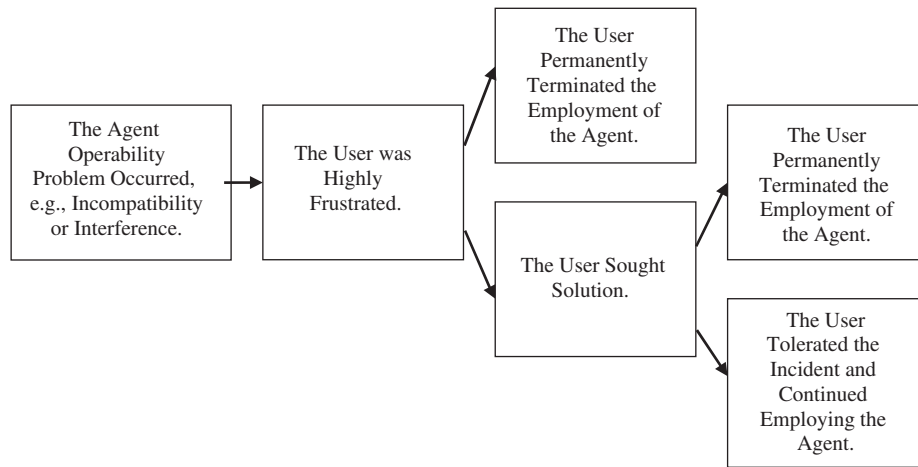 The Agent
Operability
Problem Occurred,
e.g., Incompatibility
or Interference.
The User was
Highly
Frustrated.
The User
Permanently
Terminated the
Employment of
the Agent.
The User Sought
Solution.
The User
Permanently
Terminated the
Employment of
the Agent.
The User
Tolerated the
Incident and
Continued
Employing the
Agent.